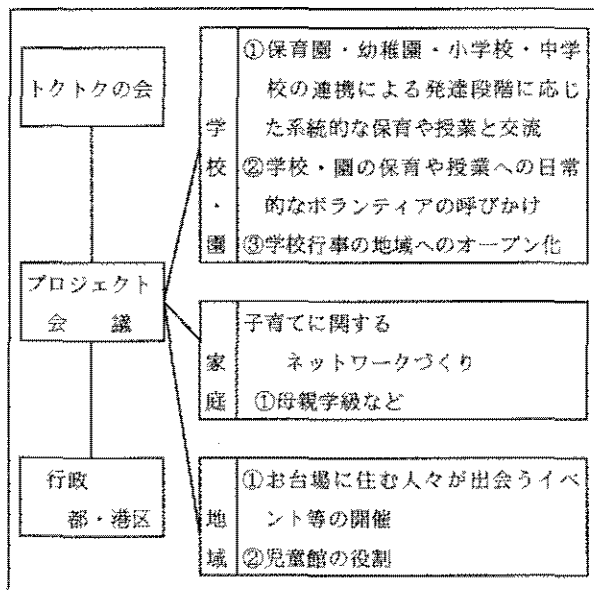 トクトクの会
プロジェクト
会　議
行政
都・港区
学校・園
①保育園・幼稚園・小学校・中学
校の連携による発達段階に応じ
た系統的な保育や授業と交流
②学校・園の保育や授業への日常
的なボランティアの呼びかけ
③学校行事の地域へのオープン化
家庭
子育てに関する
ネットワークづくり
①母親学級など
地域
①お台場に住む人々が出会うイベ
ント等の開催
②児童館の役割